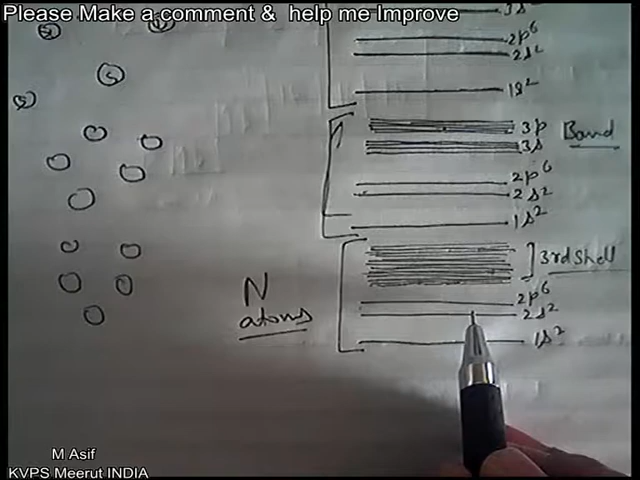 Please Make a comment & help me Improve
3s²
2p⁶
2s²
1s²
3p
Band
3s
2p⁶
2s²
1s²
3rd Shell
N
atoms
2p⁶
2s²
1s²
M Asif
KVPS Meerut INDIA